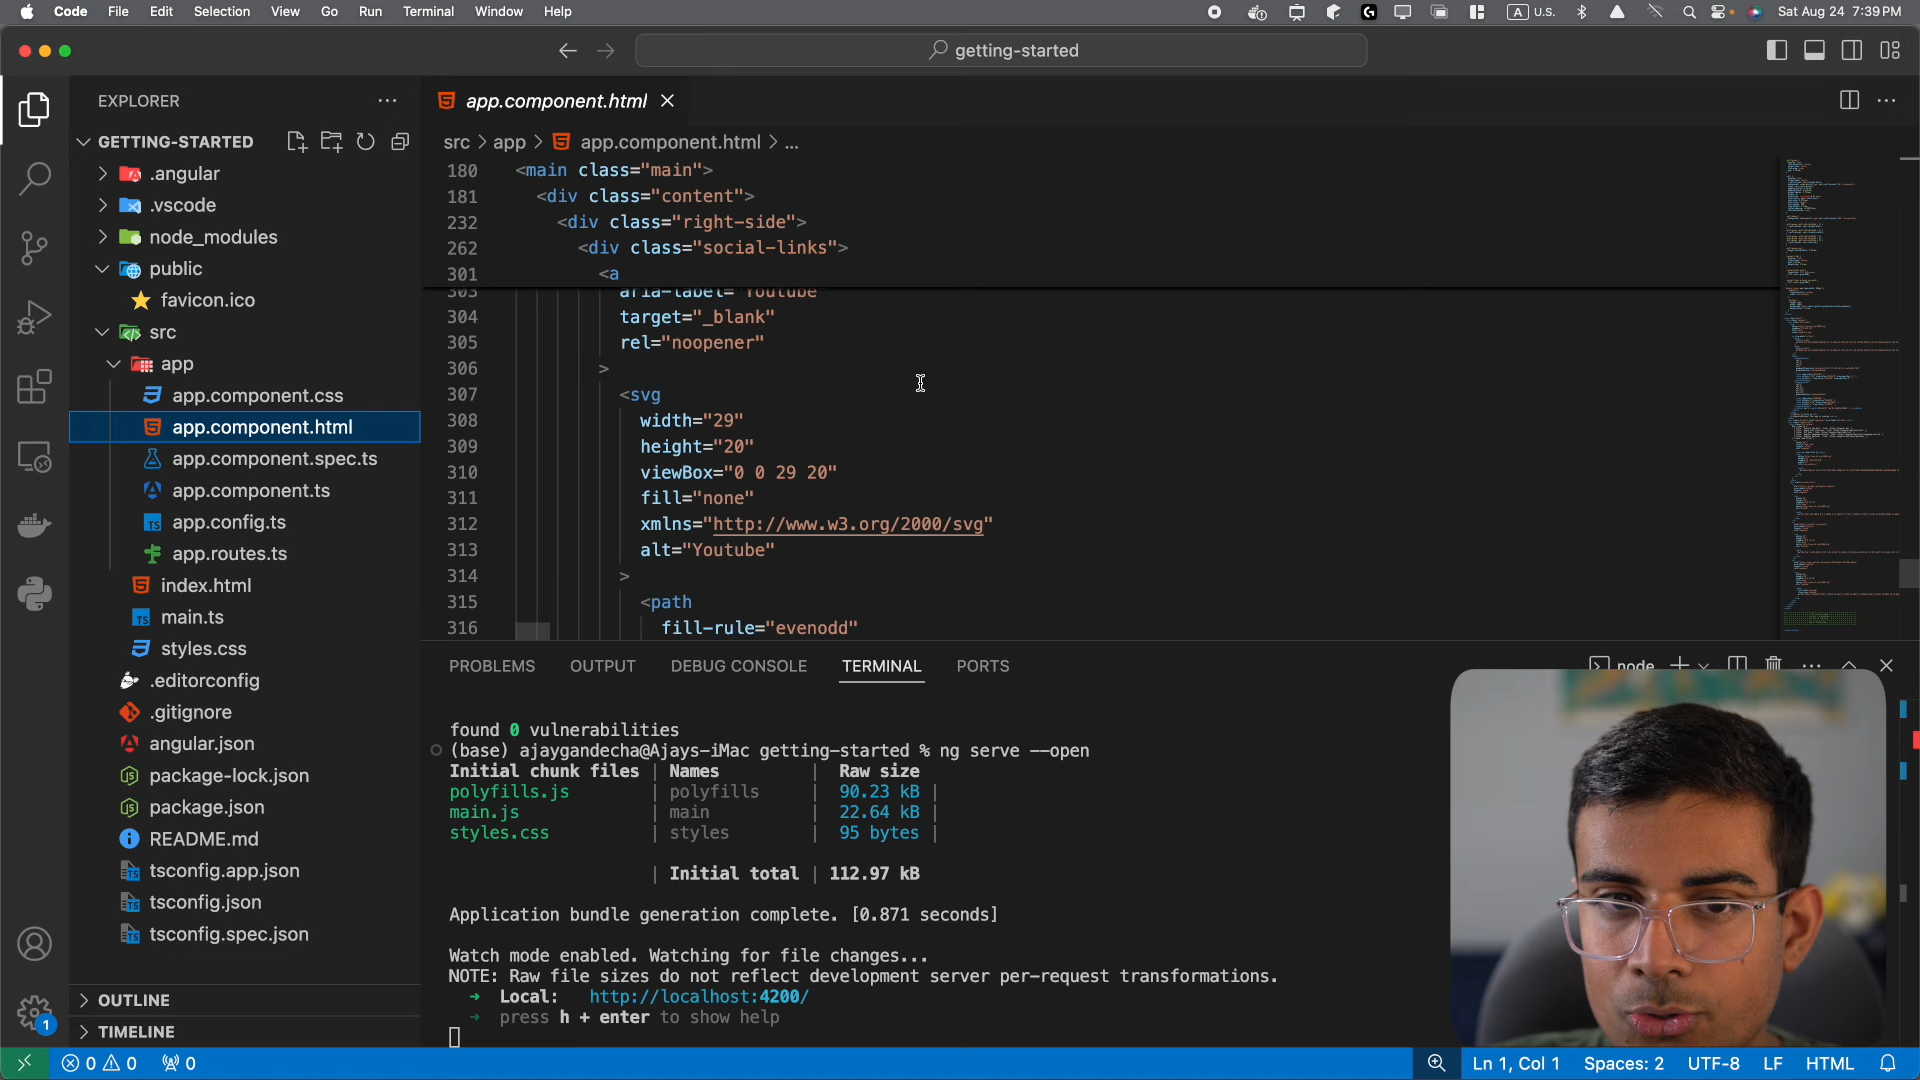 Code File Edit Selection View Go Run Terminal Window Help A U.S. Sat Aug 24 7:39 PM
getting-started
EXPLORER
GETTING-STARTED
.angular
.vscode
node_modules
public
favicon.ico
src
app
app.component.css
app.component.html
app.component.spec.ts
app.component.ts
TS app.config.ts
app.routes.ts
index.html
TS main.ts
styles.css
.editorconfig
.gitignore
angular.json
package-lock.json
package.json
README.md
tsconfig.app.json
tsconfig.json
tsconfig.spec.json
OUTLINE
TIMELINE
1
app.component.html
src > app > app.component.html > ...
180 <main class="main">
181 <div class="content">
232 <div class="right-side">
262 <div class="social-links">
301 <a
303 aria-label="Youtube"
304 target="_blank"
305 rel="noopener"
306 >
307 <svg
308 width="29"
309 height="20"
310 viewBox="0 0 29 20"
311 fill="none"
312 xmlns="http://www.w3.org/2000/svg"
313 alt="Youtube"
314 >
315 <path
316 fill-rule="evenodd"
PROBLEMS OUTPUT DEBUG CONSOLE TERMINAL PORTS node
found 0 vulnerabilities
(base) ajaygandecha@Ajays-iMac getting-started % ng serve --open
Initial chunk files | Names | Raw size
polyfills.js | polyfills | 90.23 kB |
main.js | main | 22.64 kB |
styles.css | styles | 95 bytes |
| Initial total | 112.97 kB
Application bundle generation complete. [0.871 seconds]
Watch mode enabled. Watching for file changes...
NOTE: Raw file sizes do not reflect development server per-request transformations.
➜ Local: http://localhost:4200/
➜ press h + enter to show help
0 0 0 Ln 1, Col 1 Spaces: 2 UTF-8 LF HTML